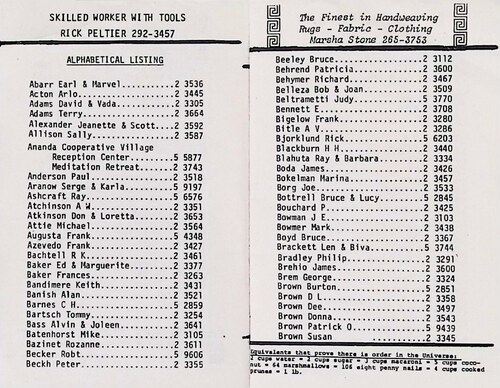 SKILLED WORKER WITH TOOLS
RICK PELTIER 292-3457
ALPHABETICAL LISTING
Abarr Earl & Marvel..............2 3536
Acton Arlo.......................2 3445
Adams David & Vada...............2 3305
Adams Terry......................2 3664
Alexander Jeanette & Scott....2 3592
Allison Sally....................2 3587
Ananda Cooperative Village
Reception Center..........5 5877
Meditation Retreat........2 3743
Anderson Paul....................2 3518
Aranow Serge & Karla.............5 9197
Ashcraft Ray.....................5 6576
Atchinson A W....................2 3351
Atkinson Don & Loretta...........2 3653
Attie Michael....................2 3564
Augusta Frank....................5 4348
Azevedo Frank....................2 3427
Bachtell R K.....................2 3461
Baker Ed & Marguerite............2 3377
Baker Frances....................2 3263
Bandimere Keith..................2 3431
Banish Alan......................2 3521
Barnes C H.......................5 2859
Bartsch Tommy....................2 3254
Bass Alvin & Joleen..............2 3641
Batenhorst Mike..................2 3105
Bazinet Rozanne..................2 3611
Becker Robt......................5 9606
Beckh Peter......................2 3355
The Finest in Handweaving
Rugs - Fabric - Clothing
Marsha Stone 265-3753
Beeley Bruce.....................2 3112
Behrend Patricia.................2 3600
Behymer Richard..................2 3467
Belleza Bob & Joan...............2 3509
Beltrametti Judy.................5 3770
Bennett E........................2 3708
Bigelow Frank....................2 3280
Bitle A V........................2 3286
Bjorklund Rick...................5 6203
Blackburn H H....................2 3440
Blahuta Ray & Barbara............2 3334
Boda James.......................2 3426
Bokelman Marina..................2 3457
Borg Joe.........................2 3533
Bottrell Bruce & Lucy............5 2845
Bouchard P.......................2 3425
Bowman J E.......................2 3103
Bowmer Mark......................2 3438
Boyd Bruce.......................2 3367
Brackett Len & Biva..............5 3744
Bradley Philip...................2 3291
Brehio James.....................2 3600
Brem George......................2 3324
Brown Burton.....................5 2851
Brown D L........................2 3358
Brown Dee........................2 3497
Brown Donna......................2 3543
Brown Patrick O..................5 9439
Brown Susan......................2 3345
Equivalents that prove there is order in the Universe:
2 cups water = 2 cups sugar = 3 cups macaroni = 5 cups coco-
nut = 64 marshmallows = 106 eight penny nails = 4 cups cooked
prunes = 1 lb.